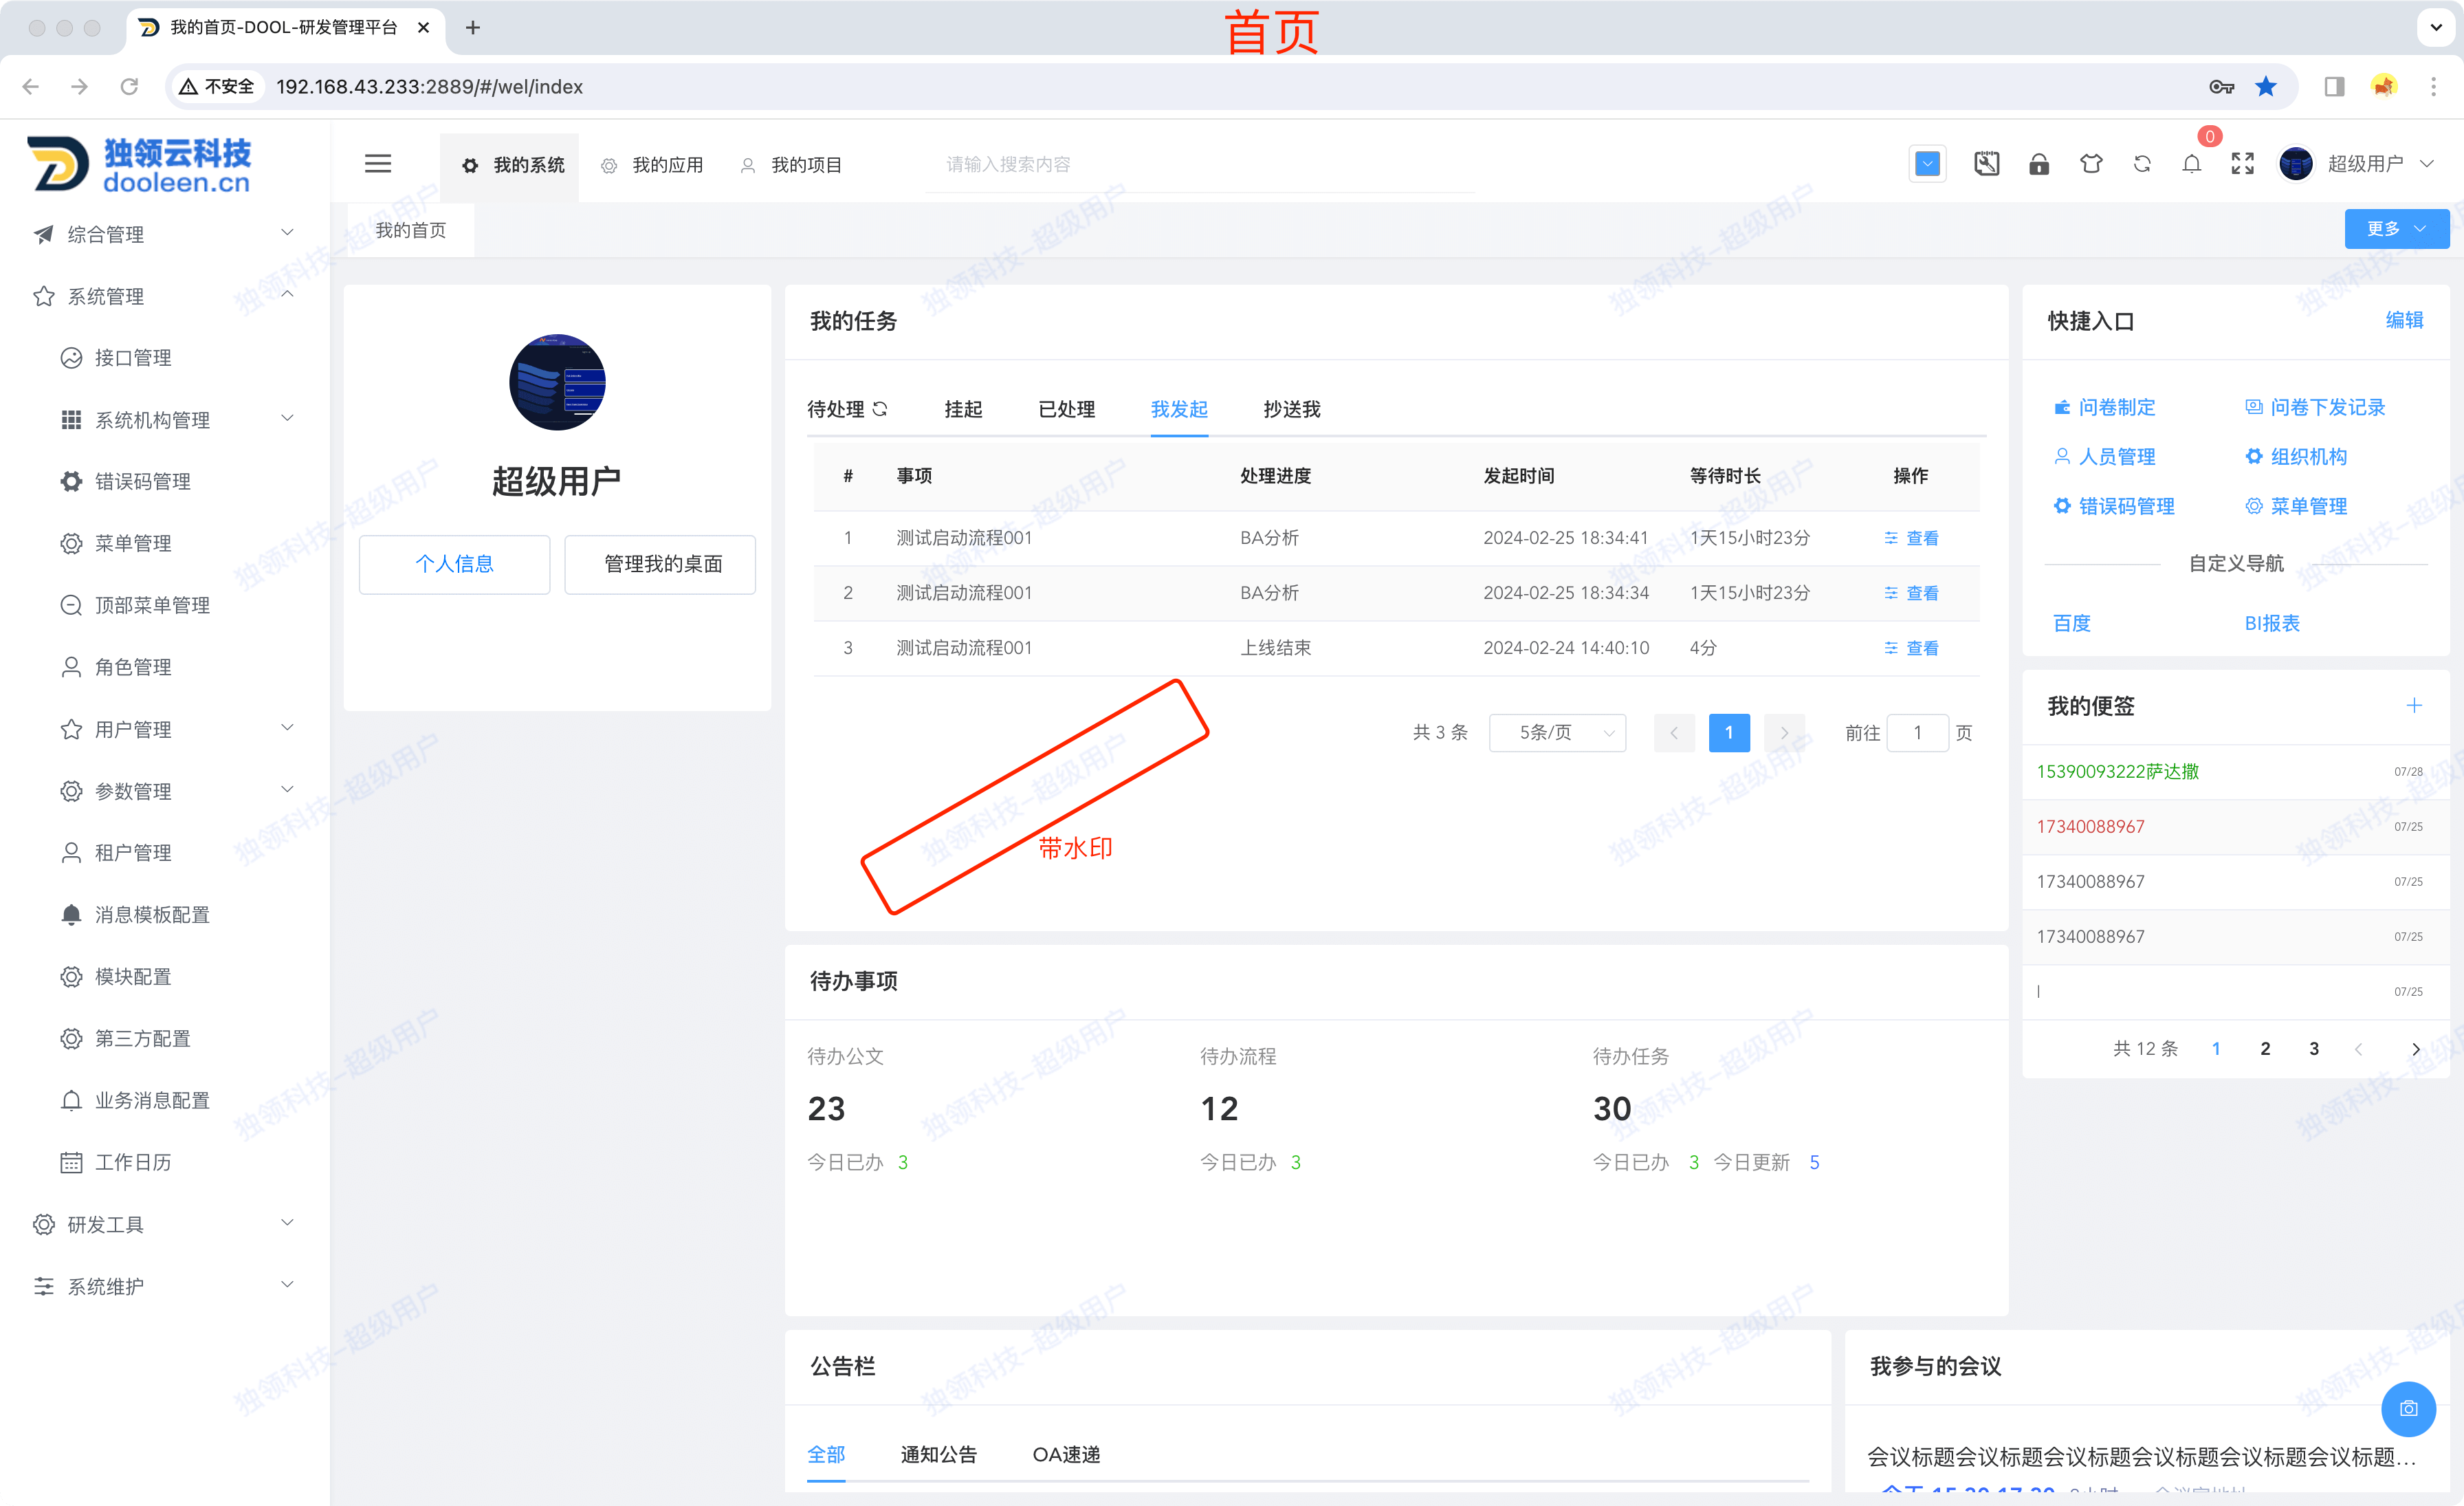 我的首页-DOOL-研发管理平台
首页
不安全 192.168.43.233:2889/#/wel/index
独领云科技
dooleen.cn
我的系统 我的应用 我的项目 请输入搜索内容 0 超级用户
我的首页 更多
综合管理
系统管理
接口管理
系统机构管理
错误码管理
菜单管理
顶部菜单管理
角色管理
用户管理
参数管理
租户管理
消息模板配置
模块配置
第三方配置
业务消息配置
工作日历
研发工具
系统维护
超级用户
个人信息 管理我的桌面
我的任务
待处理 挂起 已处理 我发起 抄送我
# 事项 处理进度 发起时间 等待时长 操作
1 测试启动流程001 BA分析 2024-02-25 18:34:41 1天15小时23分 查看
2 测试启动流程001 BA分析 2024-02-25 18:34:34 1天15小时23分 查看
3 测试启动流程001 上线结束 2024-02-24 14:40:10 4分 查看
共 3 条 5条/页 1 前往 1 页
独领科技-超级用户
带水印
待办事项
待办公文 待办流程 待办任务
23 12 30
今日已办 3 今日已办 3 今日已办 3 今日更新 5
公告栏
全部 通知公告 OA速递
快捷入口 编辑
问卷制定 问卷下发记录
人员管理 组织机构
错误码管理 菜单管理
自定义导航
百度 BI报表
我的便签
15390093222萨达撒 07/28
17340088967 07/25
17340088967 07/25
17340088967 07/25
07/25
共 12 条 1 2 3
我参与的会议
会议标题会议标题会议标题会议标题会议标题会议标题...
今天 15:30-17:30